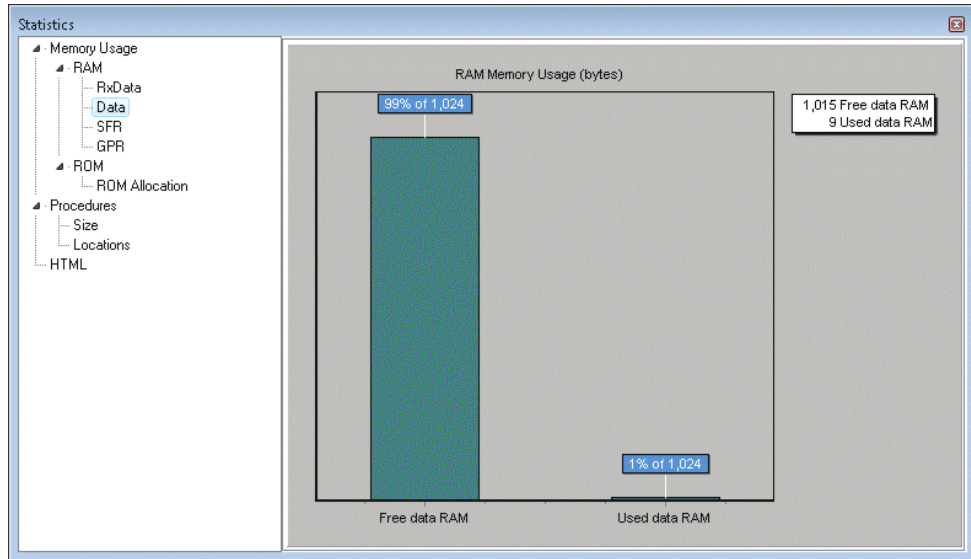 Statistics
Memory Usage
RAM
RxData
Data
SFR
GPR
ROM
ROM Allocation
Procedures
Size
Locations
HTML
RAM Memory Usage (bytes)
99% of 1,024
1,015 Free data RAM
9 Used data RAM
1% of 1,024
Free data RAM
Used data RAM